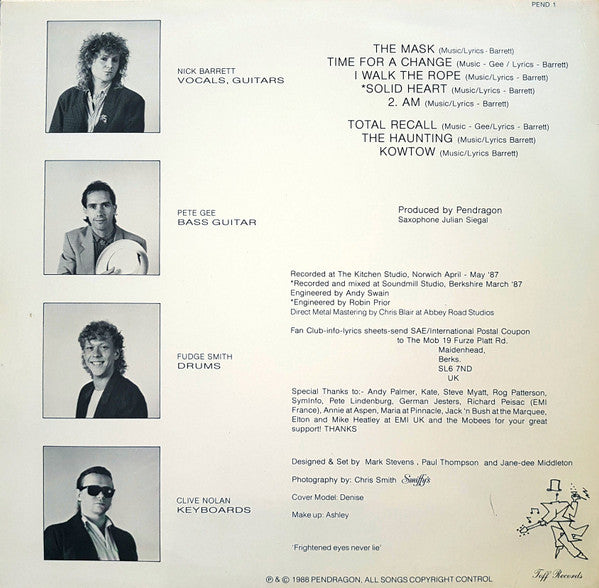 PEND 1
NICK BARRETT
VOCALS, GUITARS
THE MASK (Music/Lyrics - Barrett)
TIME FOR A CHANGE (Music - Gee / Lyrics - Barrett)
I WALK THE ROPE (Music/Lyrics - Barrett)
*SOLID HEART (Music/Lyrics - Barrett)
2. AM (Music/Lyrics - Barrett)
TOTAL RECALL (Music - Gee/Lyrics - Barrett)
THE HAUNTING (Music/Lyrics - Barrett)
KOWTOW (Music/Lyrics Barrett)
PETE GEE
BASS GUITAR
Produced by Pendragon
Saxophone Julian Siegal
Recorded at The Kitchen Studio, Norwich April - May '87
*Recorded and mixed at Soundmill Studio, Berkshire March '87
Engineered by Andy Swain
*Engineered by Robin Prior
Direct Metal Mastering by Chris Blair at Abbey Road Studios
Fan Club-info-lyrics sheets-send SAE/International Postal Coupon
to The Mob 19 Furze Platt Rd.
Maidenhead,
Berks.
SL6 7ND
UK
FUDGE SMITH
DRUMS
Special Thanks to:- Andy Palmer, Kate, Steve Myatt, Rog Patterson,
SymInfo, Pete Lindenburg, German Jesters, Richard Peisac (EMI
France), Annie at Aspen, Maria at Pinnacle, Jack 'n Bush at the Marquee,
Elton and Mike Heatley at EMI UK and the Mobees for your great
support! THANKS
CLIVE NOLAN
KEYBOARDS
Designed & Set by Mark Stevens , Paul Thompson and Jane-dee Middleton
Photography by: Chris Smith Swiffy's
Cover Model: Denise
Make up: Ashley
'Frightened eyes never lie'
℗ & © 1988 PENDRAGON, ALL SONGS COPYRIGHT CONTROL
Toff Records